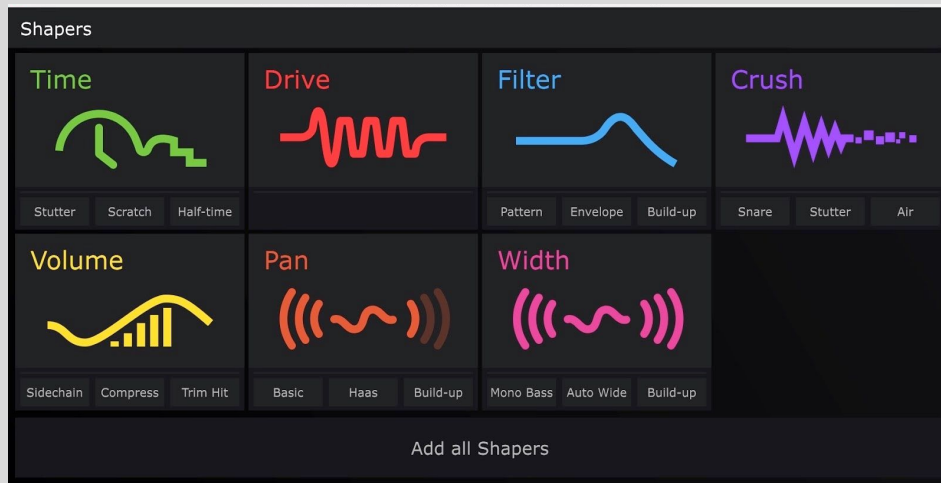 Shapers
Time
Drive
Filter
Crush
Stutter
Scratch
Half-time
Pattern
Envelope
Build-up
Snare
Stutter
Air
Volume
Pan
Width
Sidechain
Compress
Trim Hit
Basic
Haas
Build-up
Mono Bass
Auto Wide
Build-up
Add all Shapers